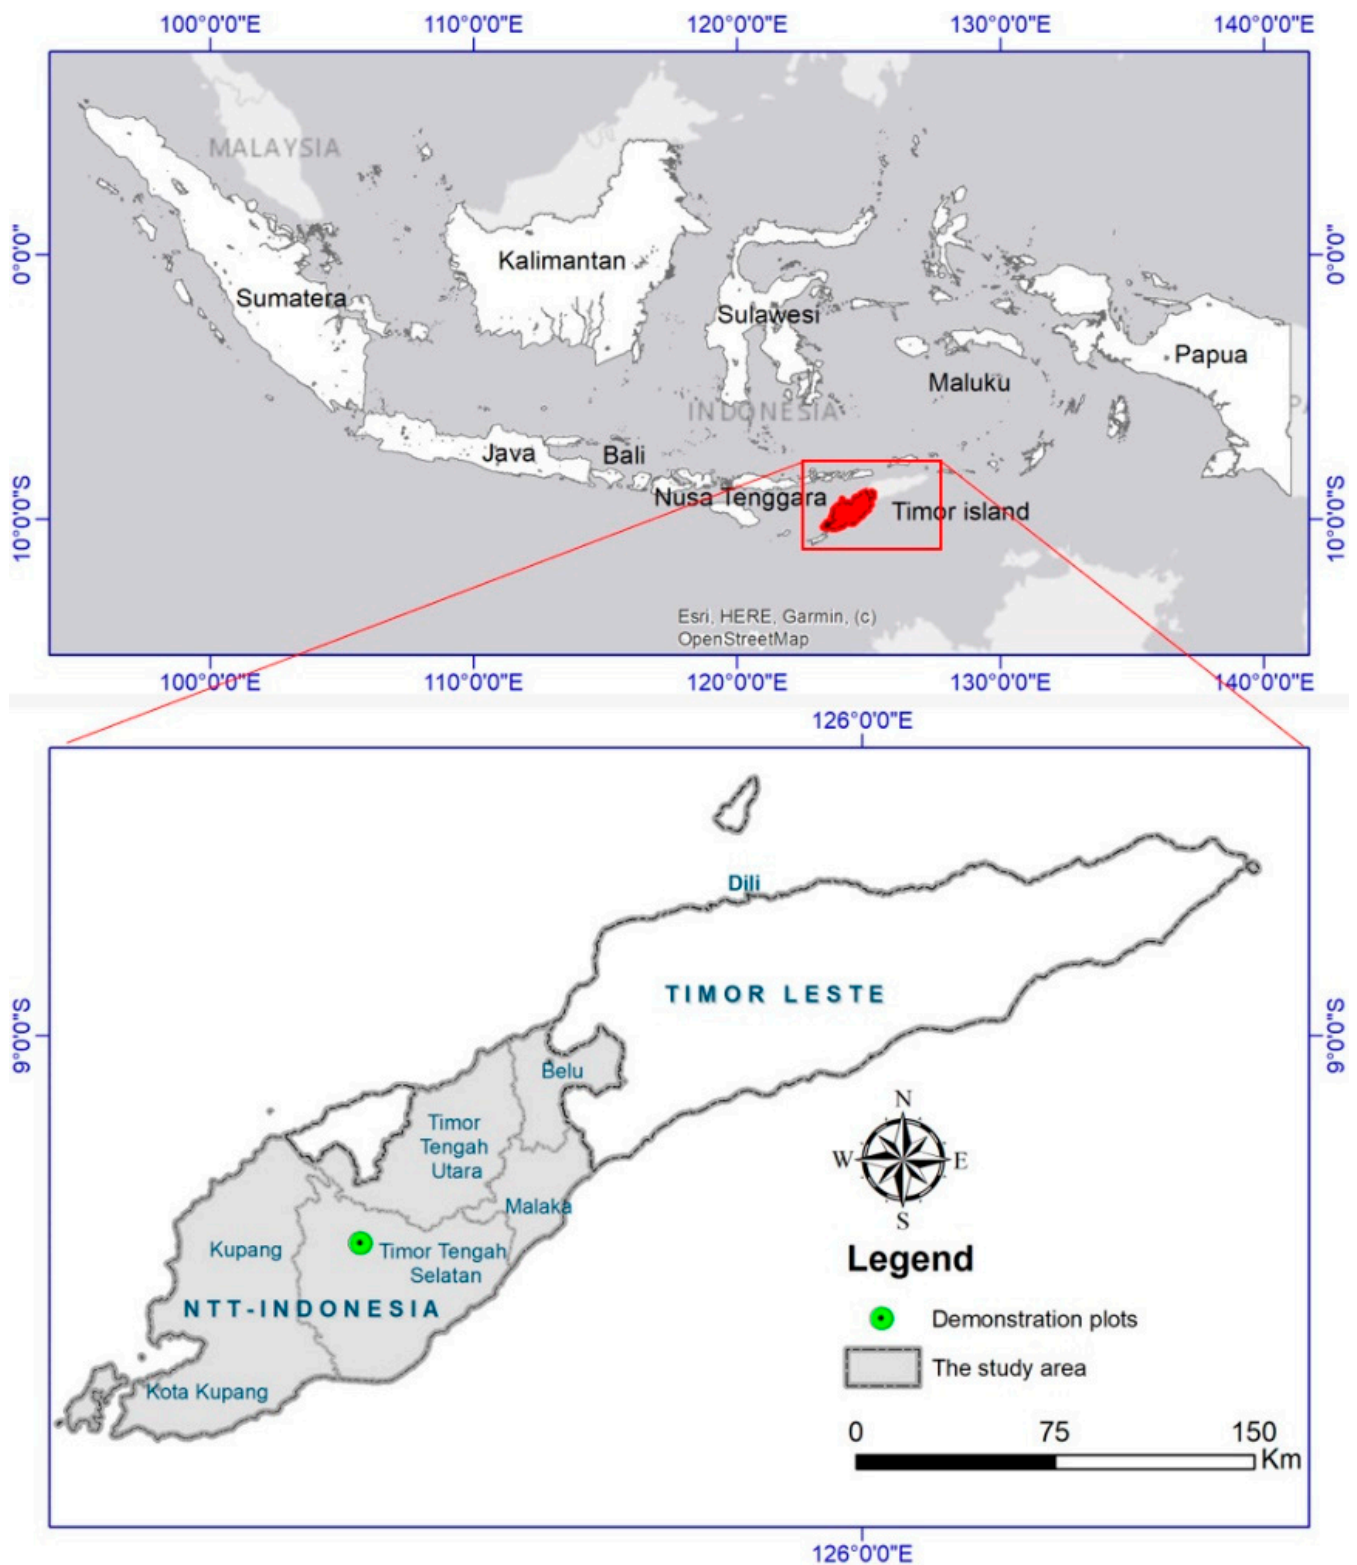 100°0'0"E 110°0'0"E 120°0'0"E 130°0'0"E 140°0'0"E
MALAYSIA
0°0'0"
0°0'0"
Kalimantan
Sumatera
Sulawesi
Papua
Maluku
INDONESIA
PA
Java
Bali
Nusa Tenggara
Timor island
10°0'0"S
10°0'0"S
Esri, HERE, Garmin, (c)
OpenStreetMap
100°0'0"E 110°0'0"E 120°0'0"E 130°0'0"E 140°0'0"E
126°0'0"E
Dili
TIMOR LESTE
9°0'0"S
9°0'0"S
Belu
Timor
Tengah
Utara
Malaka
Kupang
Timor Tengah
Selatan
NTT-INDONESIA
Kota Kupang
N
W E
S
Legend
Demonstration plots
The study area
0 75 150
Km
126°0'0"E